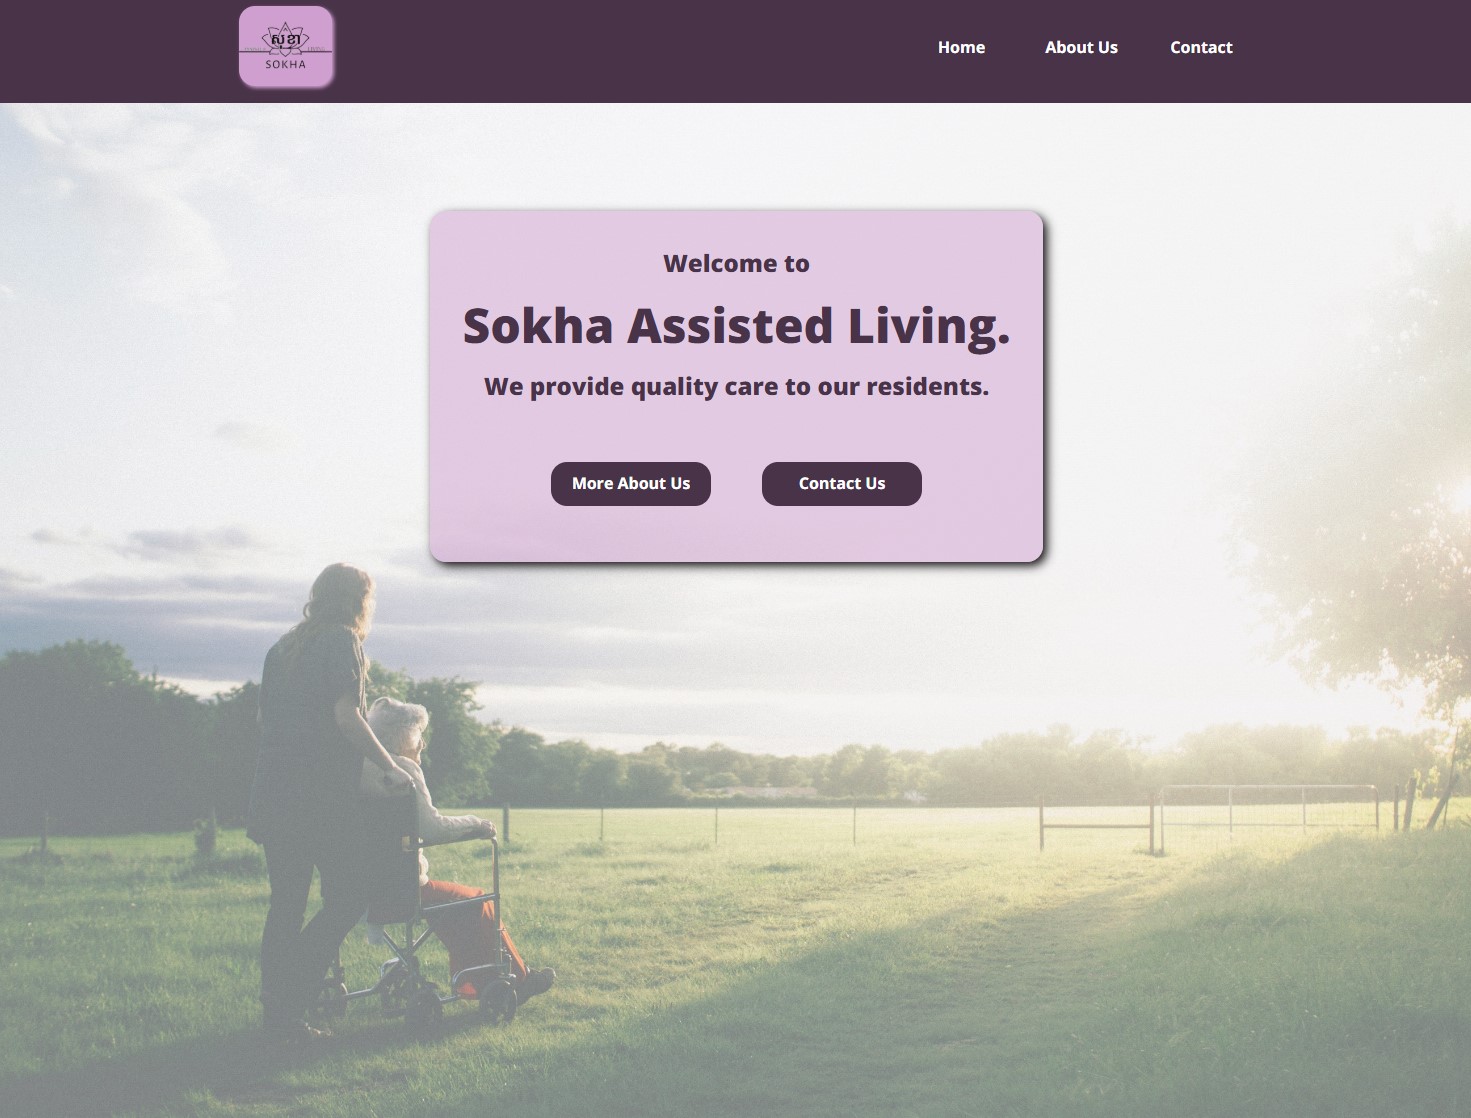 សុខា
SOKHA
Home
About Us
Contact
Welcome to
Sokha Assisted Living.
We provide quality care to our residents.
More About Us
Contact Us